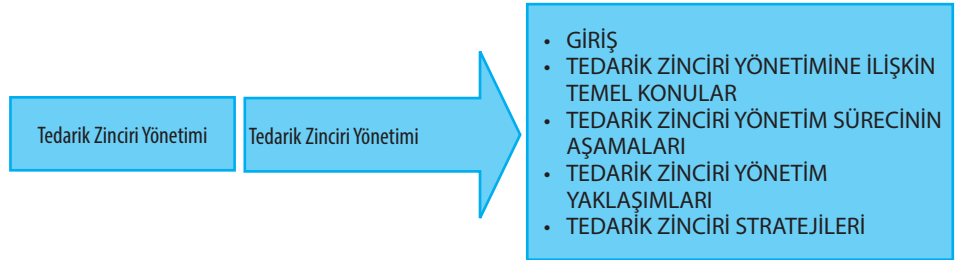 Tedarik Zinciri Yönetimi
Tedarik Zinciri Yönetimi
• GİRİŞ
• TEDARİK ZİNCİRİ YÖNETİMİNE İLİŞKİN
TEMEL KONULAR
• TEDARİK ZİNCİRİ YÖNETİM SÜRECİNİN
AŞAMALARI
• TEDARİK ZİNCİRİ YÖNETİM
YAKLAŞIMLARI
• TEDARİK ZİNCİRİ STRATEJİLERİ